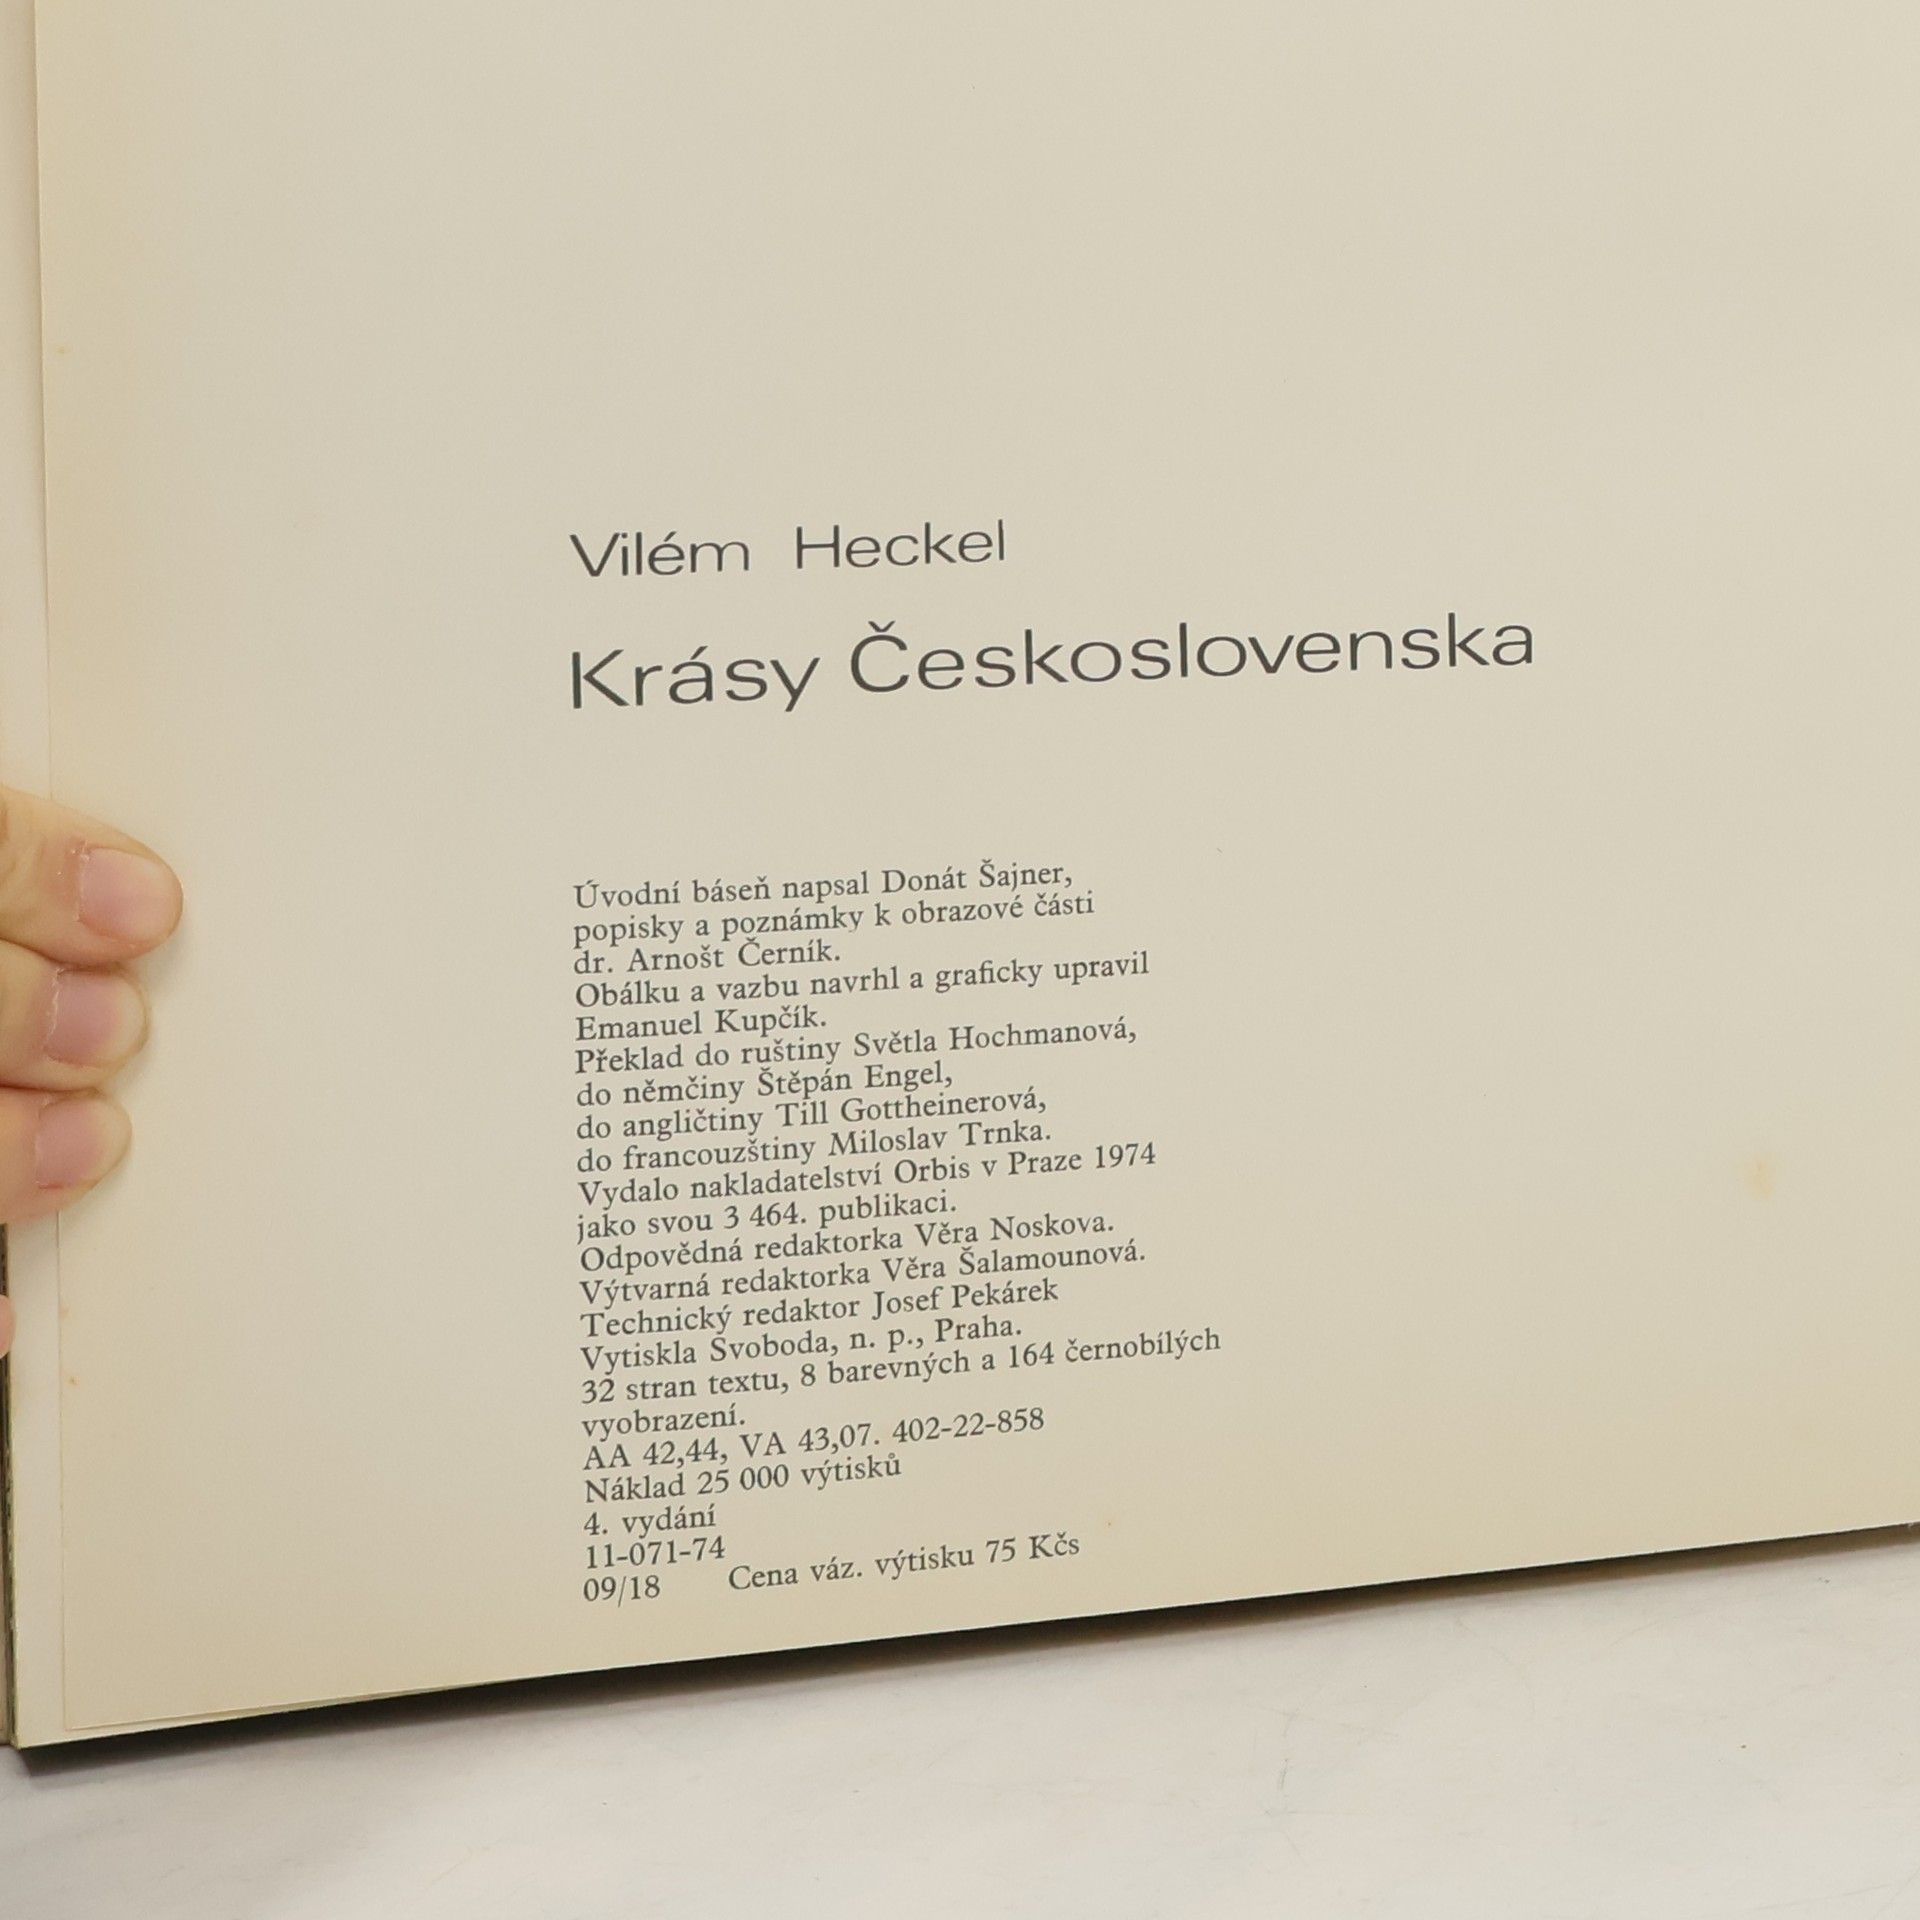 Vilém Heckel
Krásy Československa
Úvodní báseň napsal Donát Šajner,
popisky a poznámky k obrazové části
dr. Arnošt Černík.
Obálku a vazbu navrhl a graficky upravil
Emanuel Kupčík.
Překlad do ruštiny Světla Hochmanová,
do němčiny Štěpán Engel,
do angličtiny Till Gottheinerová,
do francouzštiny Miloslav Trnka.
Vydalo nakladatelství Orbis v Praze 1974
jako svou 3 464. publikaci.
Odpovědná redaktorka Věra Noskova.
Výtvarná redaktorka Věra Šalamounová.
Technický redaktor Josef Pekárek
Vytiskla Svoboda, n. p., Praha.
32 stran textu, 8 barevných a 164 černobílých
vyobrazení.
AA 42,44, VA 43,07. 402-22-858
Náklad 25 000 výtisků
4. vydání
11-071-74
09/18 Cena váz. výtisku 75 Kčs